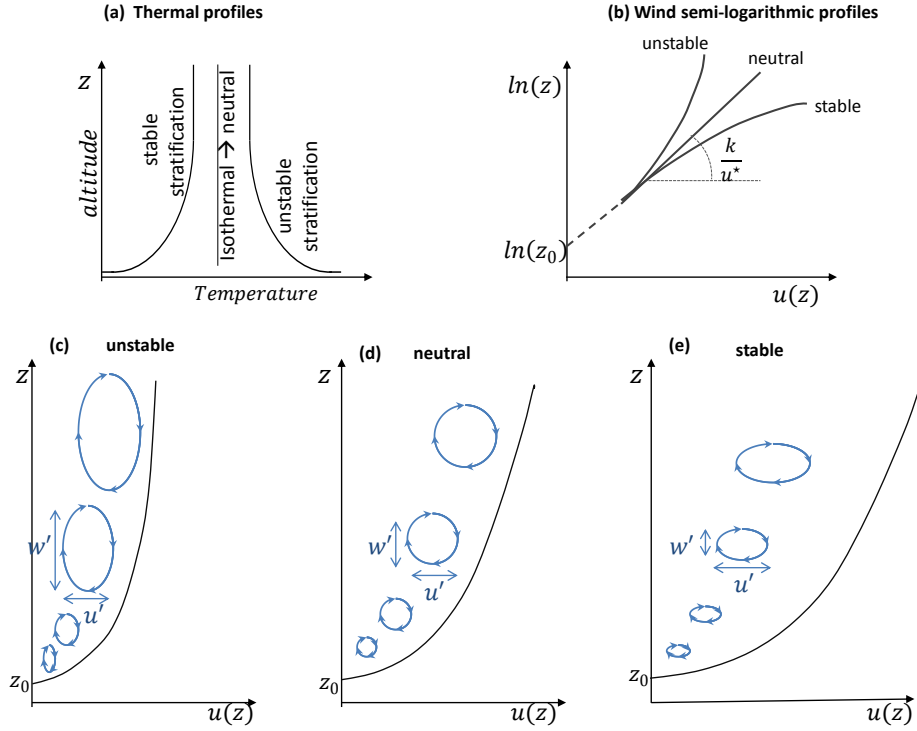 (a) Thermal profiles
z
altitude
stable
stratification
Isothermal → neutral
unstable
stratification
Temperature
(b) Wind semi-logarithmic profiles
unstable
neutral
stable
ln(z)
k
u*
ln(z₀)
u(z)
(c) unstable
z
w'
u'
z₀
u(z)
(d) neutral
z
w'
u'
z₀
u(z)
(e) stable
z
w'
u'
z₀
u(z)